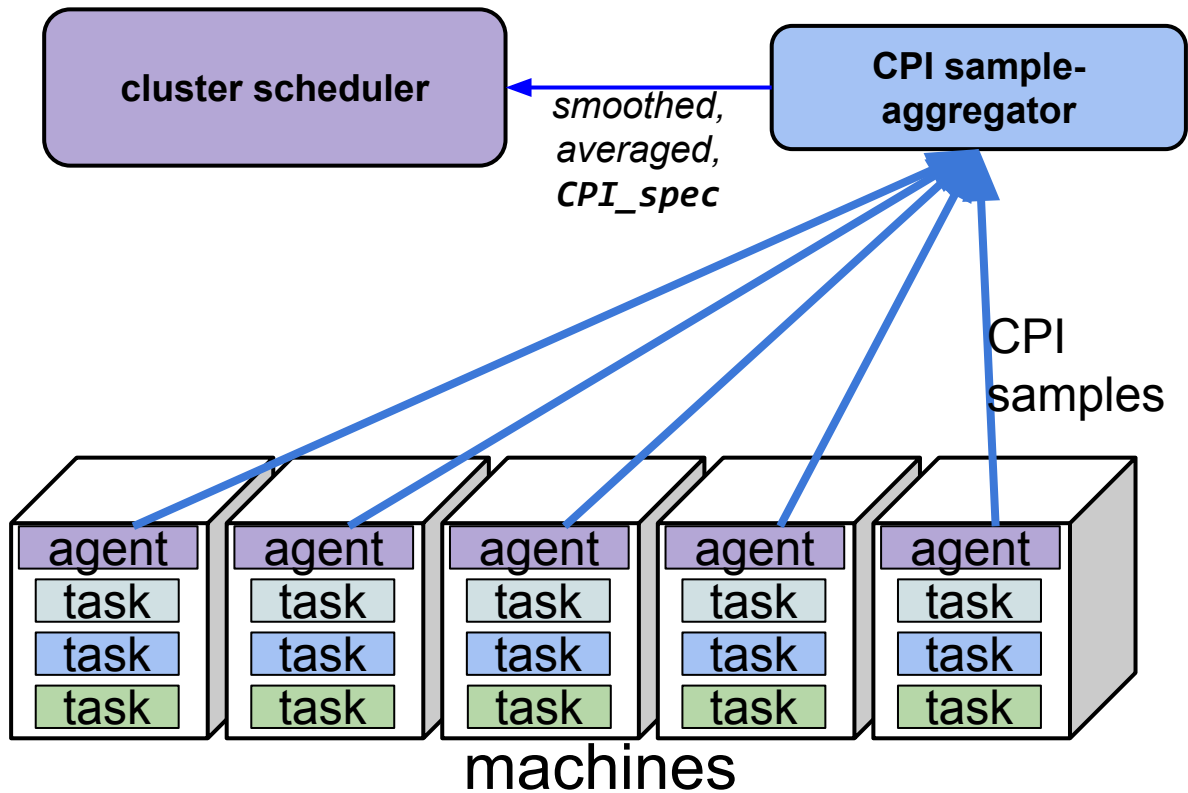 cluster scheduler
CPI sample-
aggregator
smoothed,
averaged,
CPI_spec
CPI
samples
agent agent agent agent agent
task task task task task
task task task task task
task task task task task
machines